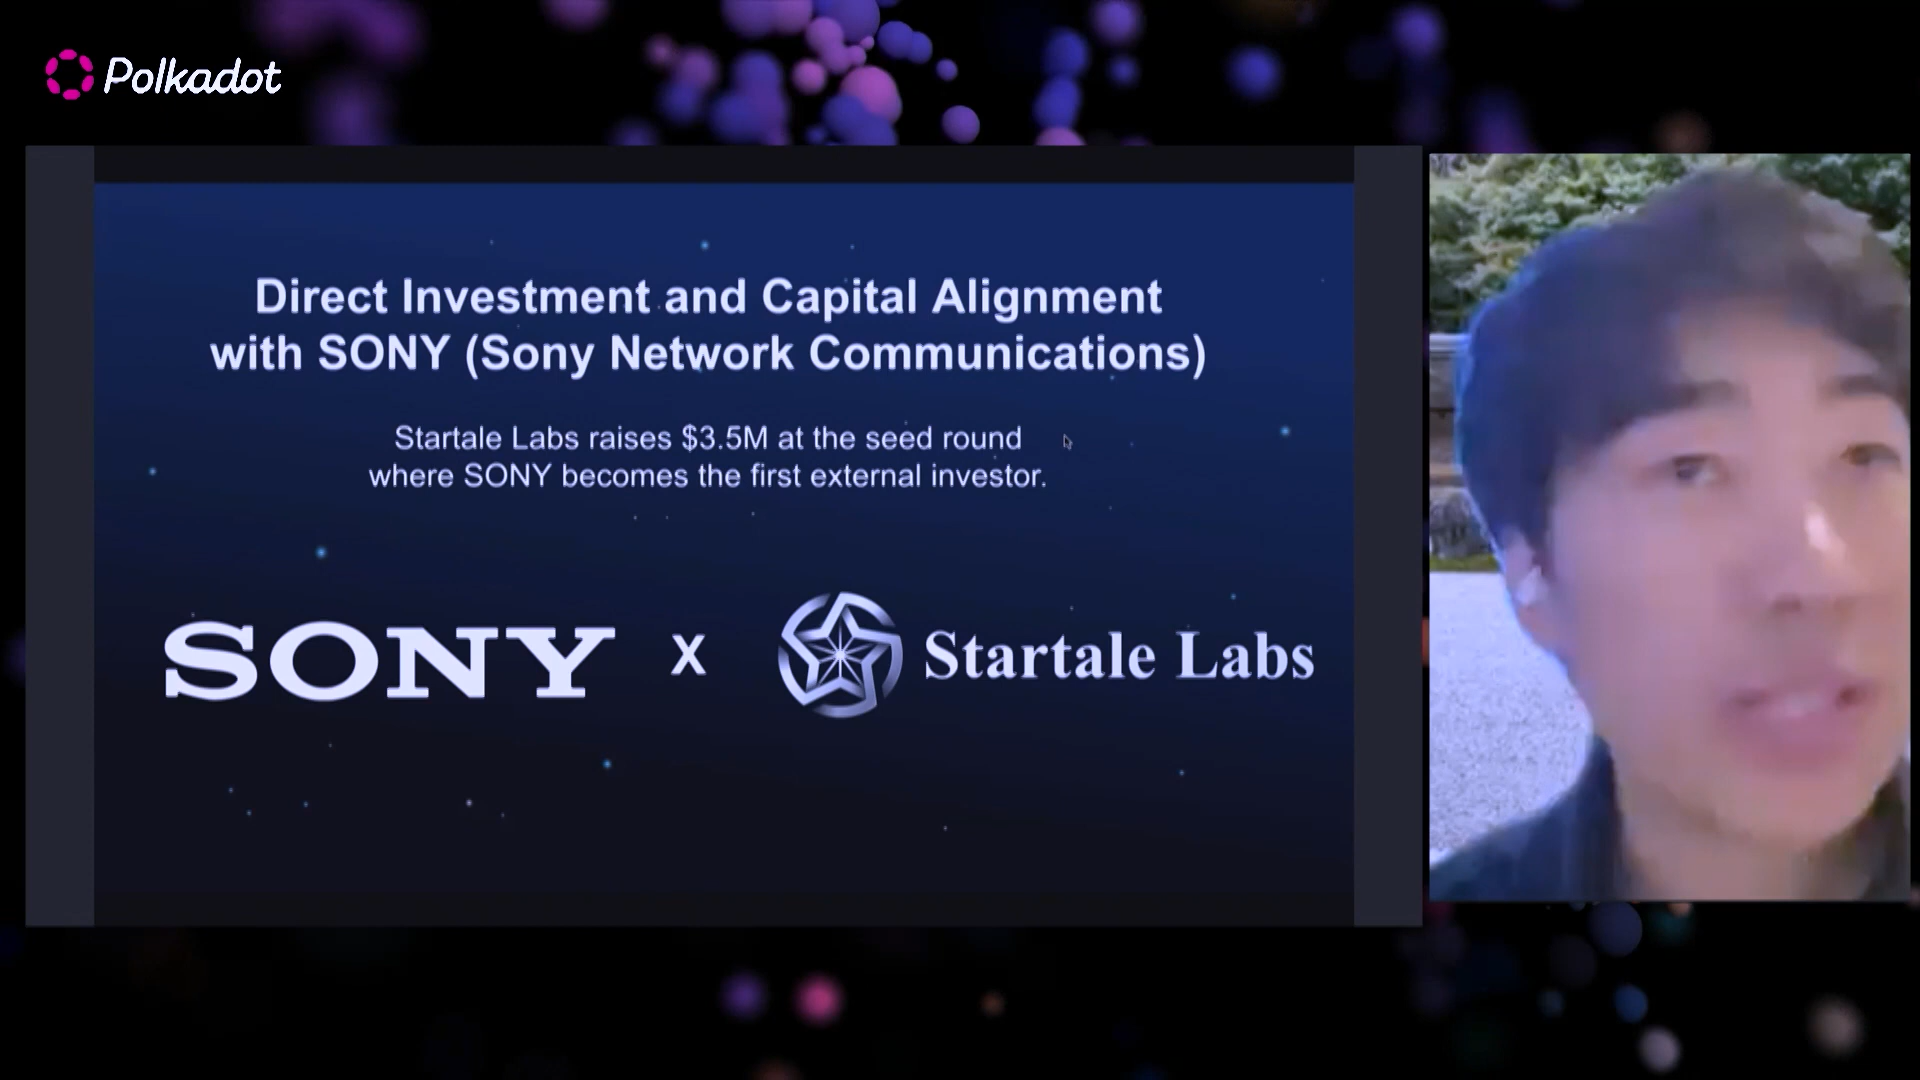 Polkadot
Direct Investment and Capital Alignment
with SONY (Sony Network Communications)
Startale Labs raises $3.5M at the seed round
where SONY becomes the first external investor.
SONY X Startale Labs